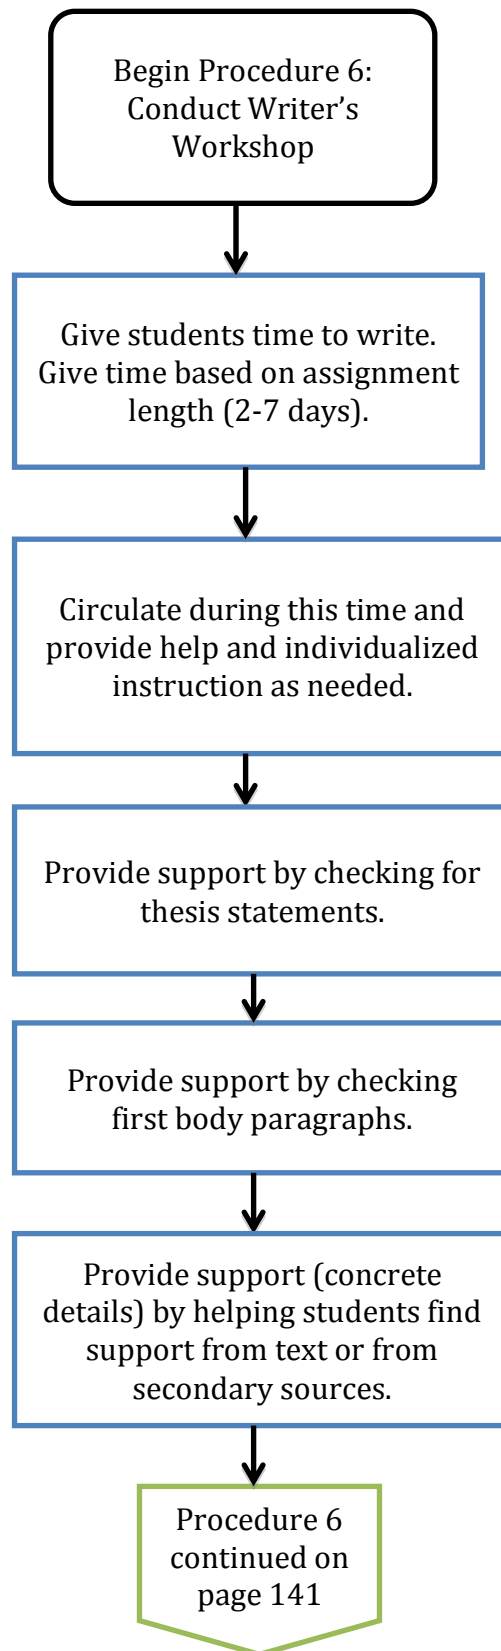 Begin Procedure 6:
Conduct Writer’s
Workshop
Give students time to write.
Give time based on assignment
length (2-7 days).
Circulate during this time and
provide help and individualized
instruction as needed.
Provide support by checking for
thesis statements.
Provide support by checking
first body paragraphs.
Provide support (concrete
details) by helping students find
support from text or from
secondary sources.
Procedure 6
continued on
page 141